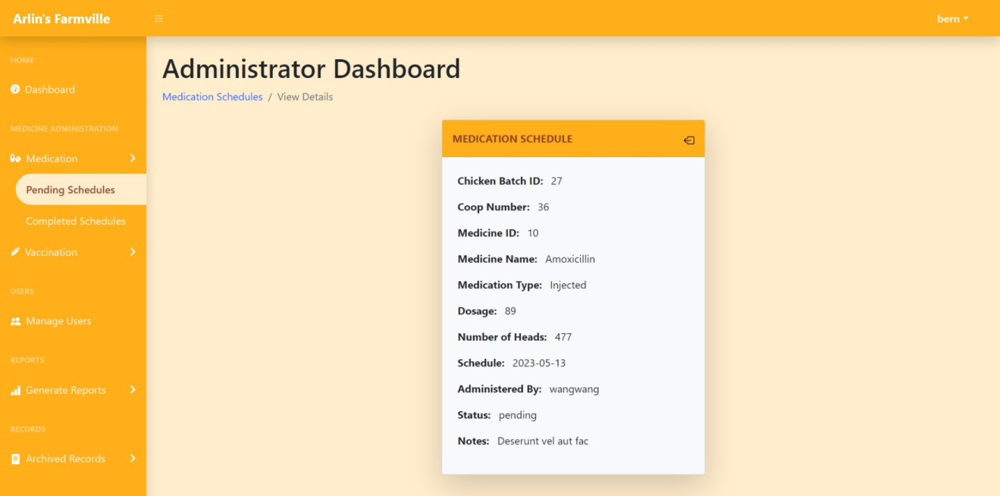 Arlin's Farmville
bern
HOME
Dashboard
MEDICINE ADMINISTRATION
Medication
Pending Schedules
Completed Schedules
Vaccination
USERS
Manage Users
REPORTS
Generate Reports
RECORDS
Archived Records
Administrator Dashboard
Medication Schedules / View Details
MEDICATION SCHEDULE
Chicken Batch ID: 27
Coop Number: 36
Medicine ID: 10
Medicine Name: Amoxicillin
Medication Type: Injected
Dosage: 89
Number of Heads: 477
Schedule: 2023-05-13
Administered By: wangwang
Status: pending
Notes: Deserunt vel aut fac